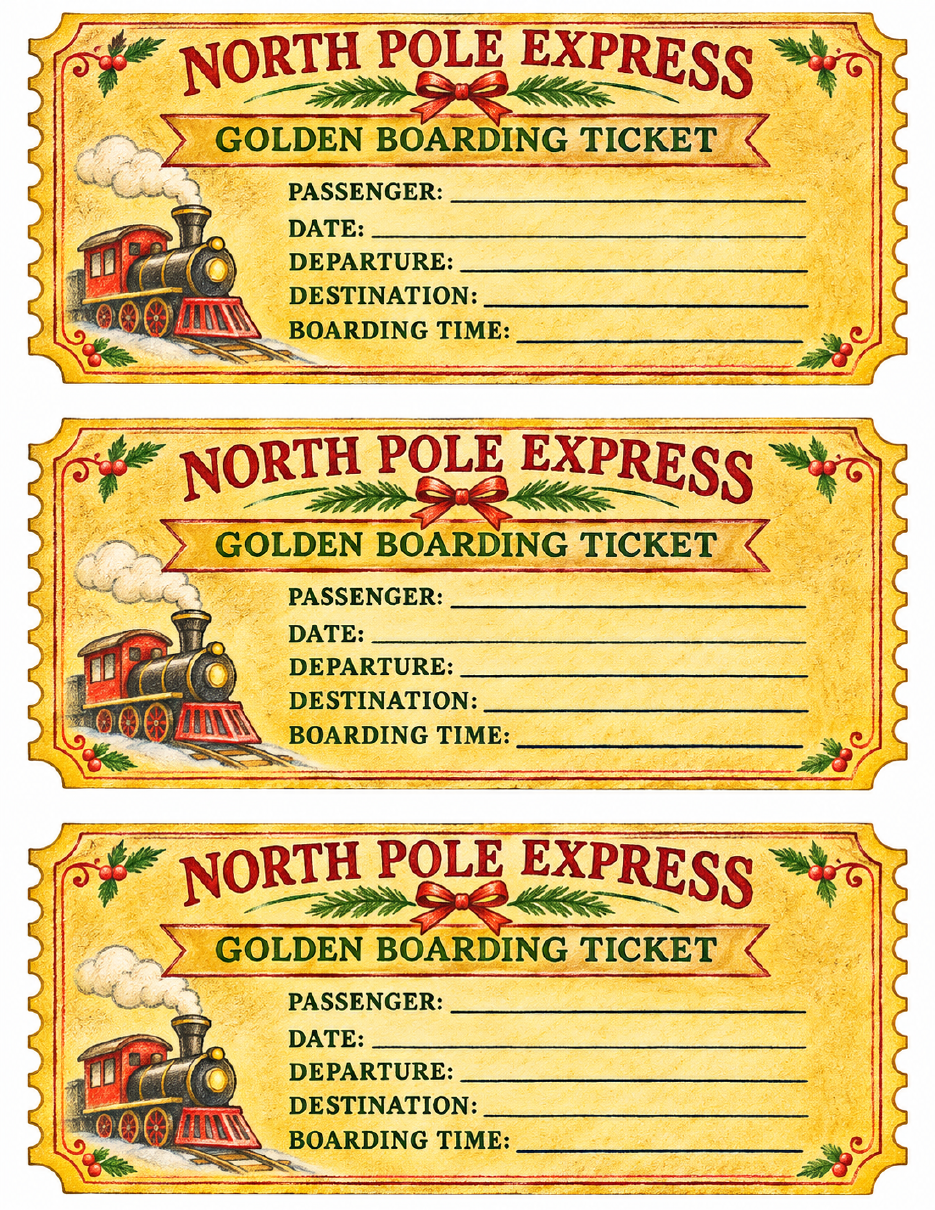 NORTH POLE EXPRESS
GOLDEN BOARDING TICKET
PASSENGER:
DATE:
DEPARTURE:
DESTINATION:
BOARDING TIME:
NORTH POLE EXPRESS
GOLDEN BOARDING TICKET
PASSENGER:
DATE:
DEPARTURE:
DESTINATION:
BOARDING TIME:
NORTH POLE EXPRESS
GOLDEN BOARDING TICKET
PASSENGER:
DATE:
DEPARTURE:
DESTINATION:
BOARDING TIME: